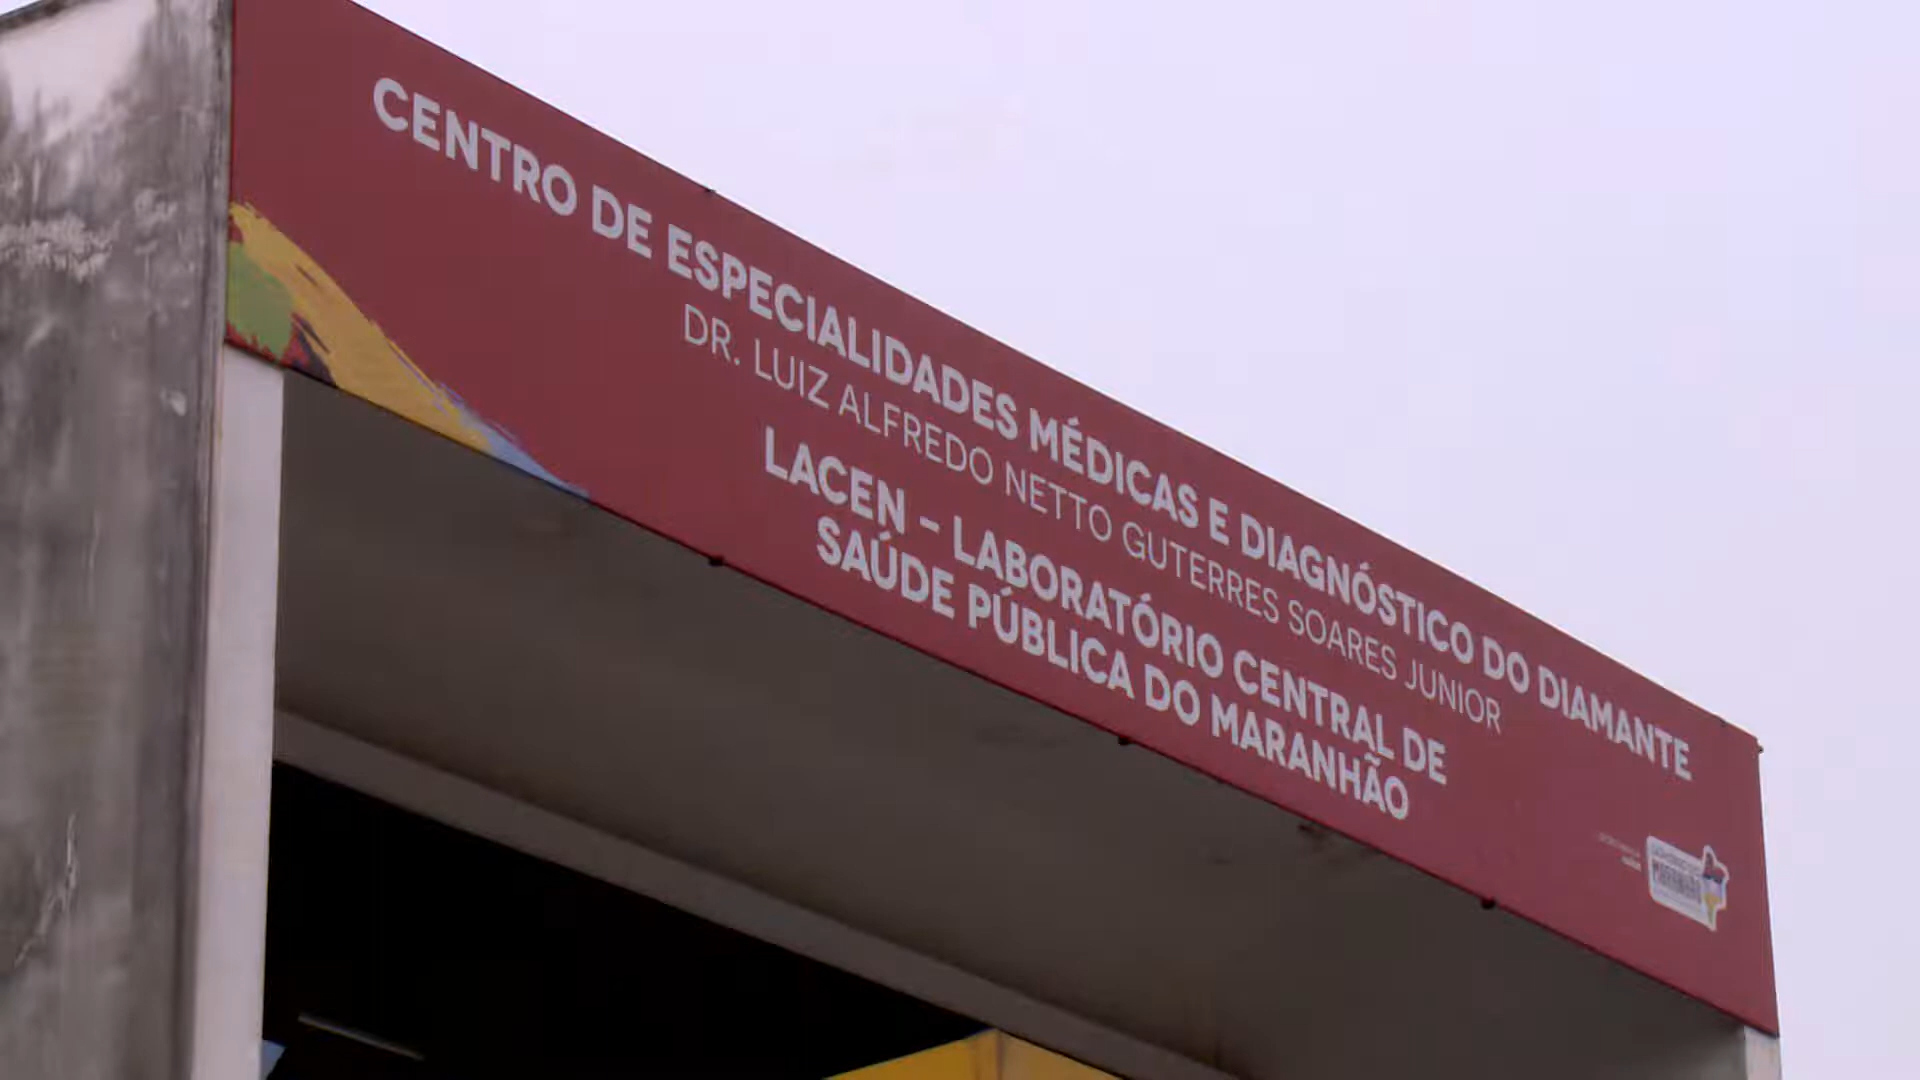 CENTRO DE ESPECIALIDADES MÉDICAS E DIAGNÓSTICO DO DIAMANTE
DR. LUIZ ALFREDO NETTO GUTERRES SOARES JUNIOR
LACEN - LABORATÓRIO CENTRAL DE
SAÚDE PÚBLICA DO MARANHÃO
MARANHÃO